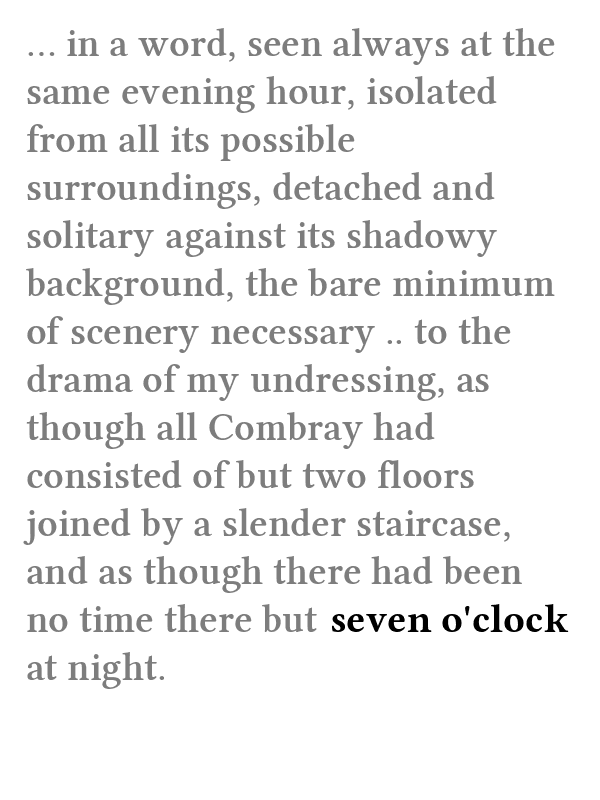 ... in a word, seen always at the
same evening hour, isolated
from all its possible
surroundings, detached and
solitary against its shadowy
background, the bare minimum
of scenery necessary .. to the
drama of my undressing, as
though all Combray had
consisted of but two floors
joined by a slender staircase,
and as though there had been
no time there but seven o'clock
at night.